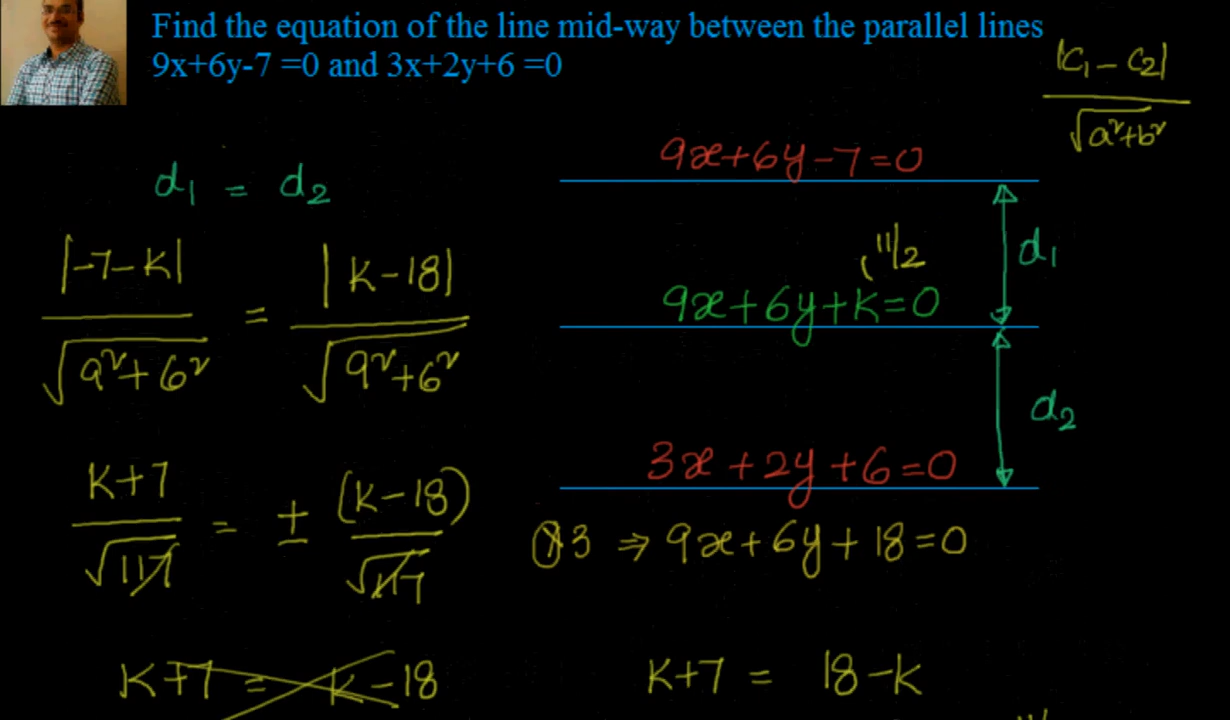 Find the equation of the line mid-way between the parallel lines
9x+6y-7 =0 and 3x+2y+6 =0
|C₁ - C₂|
√a²+b²
9x+6y-7=0
d₁ = d₂
|-7-k| = |k-18|
√9²+6² √9²+6²
11/2
d₁
9x+6y+k=0
d₂
3x+2y+6=0
k+7 = ± (k-18)
√117 √117
×3 ⇒ 9x+6y+18=0
k+7 = k-18
k+7 = 18-k